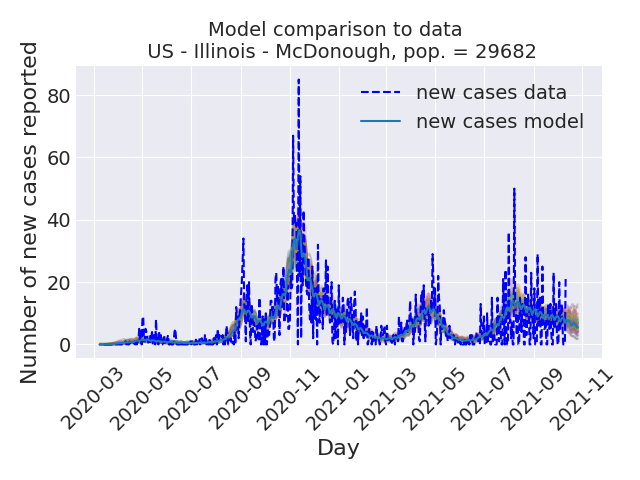 Model comparison to data
US - Illinois - McDonough, pop. = 29682
new cases data
new cases model
Number of new cases reported
80
60
40
20
0
2020-03
2020-05
2020-07
2020-09
2020-11
2021-01
2021-03
2021-05
2021-07
2021-09
2021-11
Day